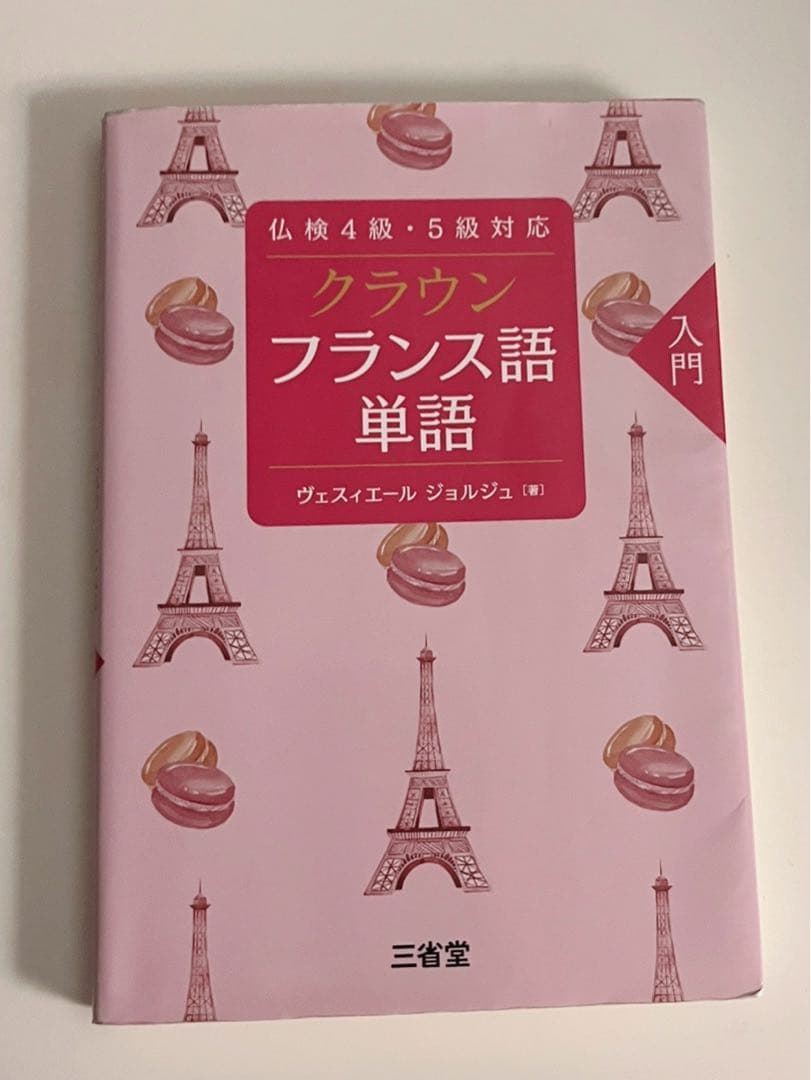 仏検4級・5級対応
クラウン
フランス語
単語
入門
ヴェスィエール ジョルジュ [著]
三省堂